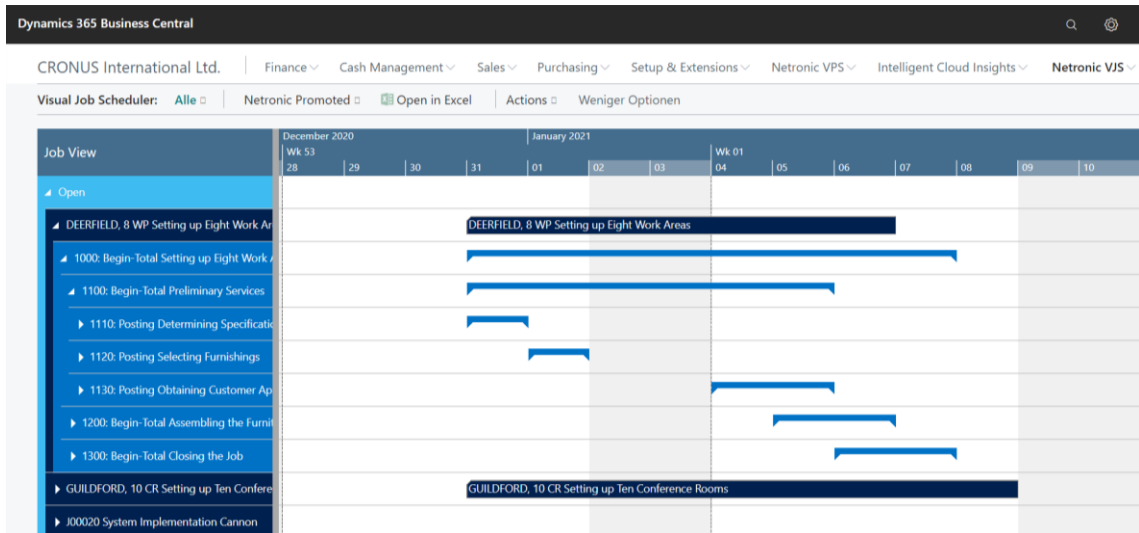 Dynamics 365 Business Central
CRONUS International Ltd. Finance Cash Management Sales Purchasing Setup & Extensions Netronic VPS Intelligent Cloud Insights Netronic VJS
Visual Job Scheduler: Alle Netronic Promoted Open in Excel Actions Weniger Optionen
December 2020 January 2021
Job View Wk 53 Wk 01
28 29 30 31 01 02 03 04 05 06 07 08 09 10
Open
DEERFIELD, 8 WP Setting up Eight Work Ar DEERFIELD, 8 WP Setting up Eight Work Areas
1000: Begin-Total Setting up Eight Work A
1100: Begin-Total Preliminary Services
1110: Posting Determining Specificatio
1120: Posting Selecting Furnishings
1130: Posting Obtaining Customer Ap
1200: Begin-Total Assembling the Furnit
1300: Begin-Total Closing the Job
GUILDFORD, 10 CR Setting up Ten Confere GUILDFORD, 10 CR Setting up Ten Conference Rooms
J00020 System Implementation Cannon